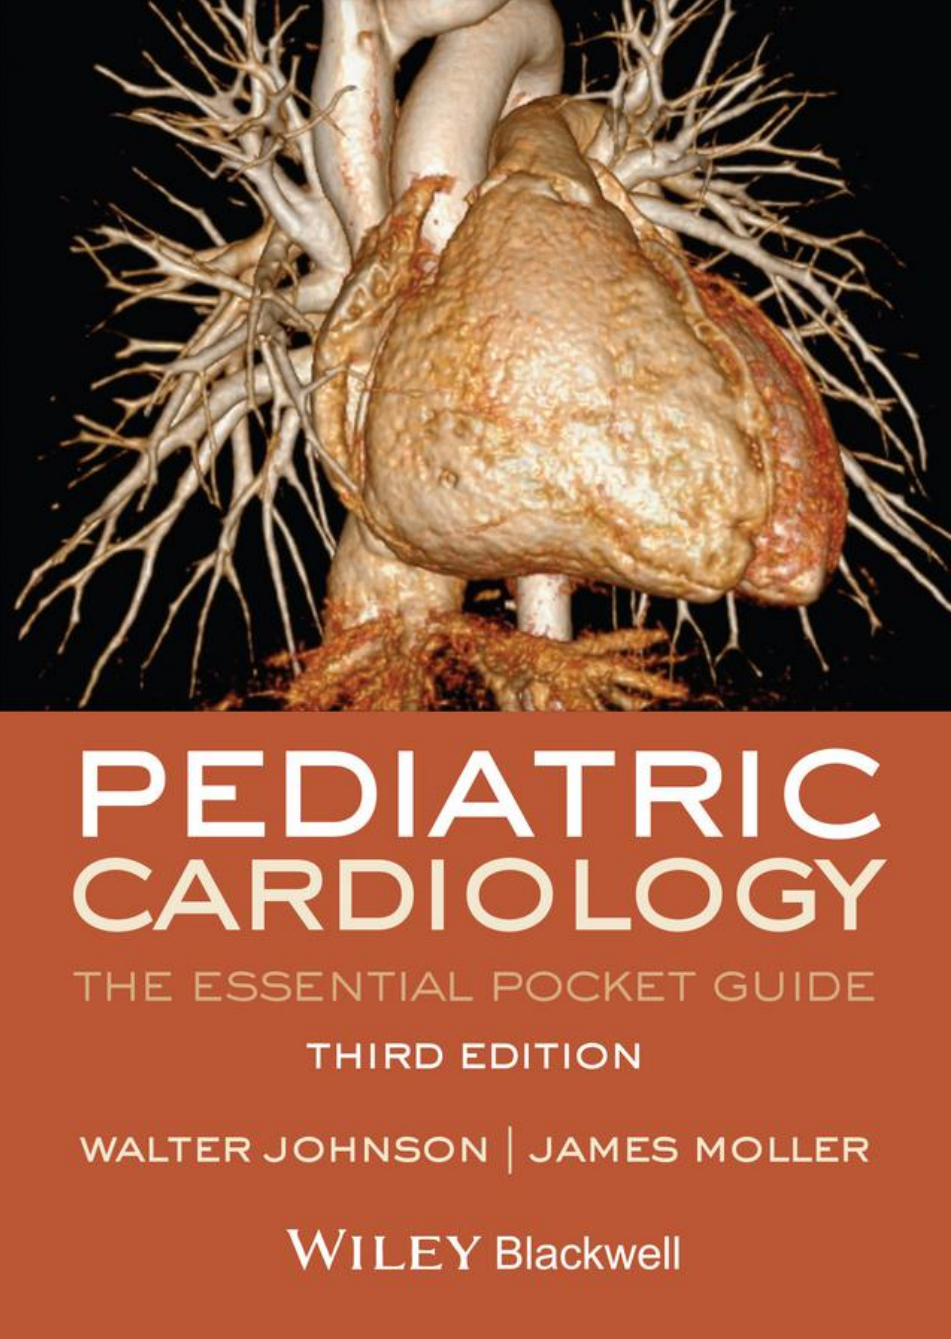 PEDIATRIC
CARDIOLOGY
THE ESSENTIAL POCKET GUIDE
THIRD EDITION
WALTER JOHNSON | JAMES MOLLER
WILEY Blackwell